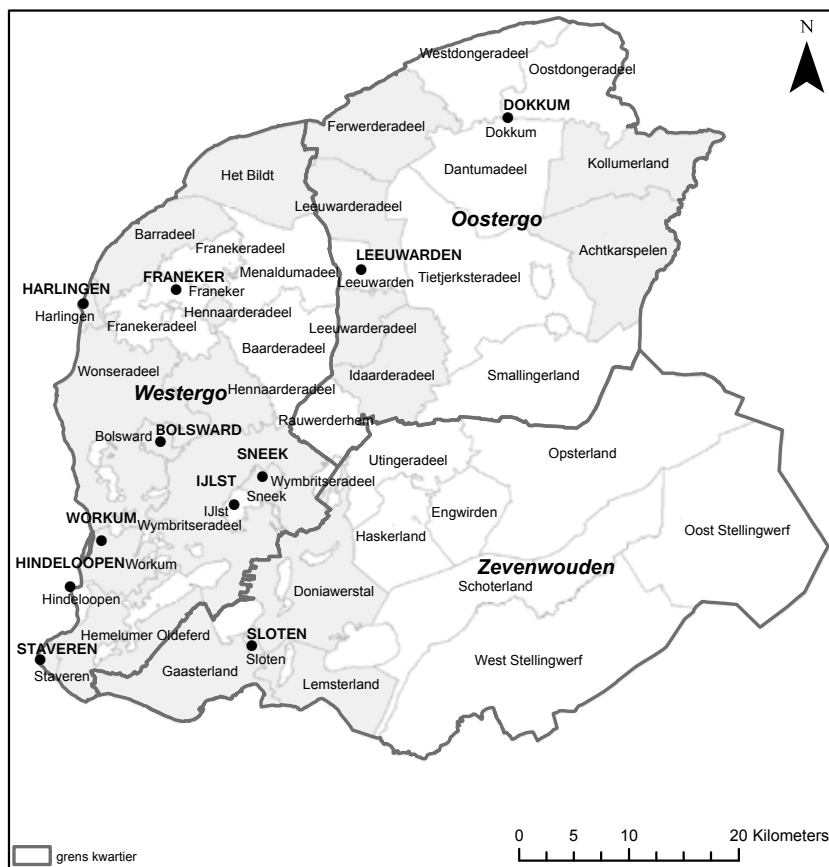 N
Westdongeradeel
Oostdongeradeel
DOKKUM
Dokkum
Ferwerderadeel
Dantumadeel
Kollumerland
Het Bildt
Leeuwarderadeel
Oostergo
Barradeel
Franekeradeel
Achtkarspelen
LEEUWARDEN
Leeuwarden
Menaldumadeel
Tietjerksteradeel
HARLINGEN
FRANEKER
Franeker
Harlingen
Hennaarderadeel
Franekeradeel
Leeuwarderadeel
Baarderadeel
Wonseradeel
Idaarderadeel
Smallingerland
Westergo
Hennaarderadeel
Rauwerderhem
BOLSWARD
Bolsward
SNEEK
Utingeradeel
Opsterland
IJLST
Wymbritseradeel
Sneek
IJlst
Engwirden
WORKUM
Wymbritseradeel
Haskerland
Oost Stellingwerf
HINDELOOPEN
Workum
Zevenwouden
Schoterland
Hindeloopen
Doniawerstal
Hemelumer Oldeferd
SLOTEN
STAVEREN
Sloten
West Stellingwerf
Staveren
Gaasterland
Lemsterland
0 5 10 20 Kilometers
grens kwartier